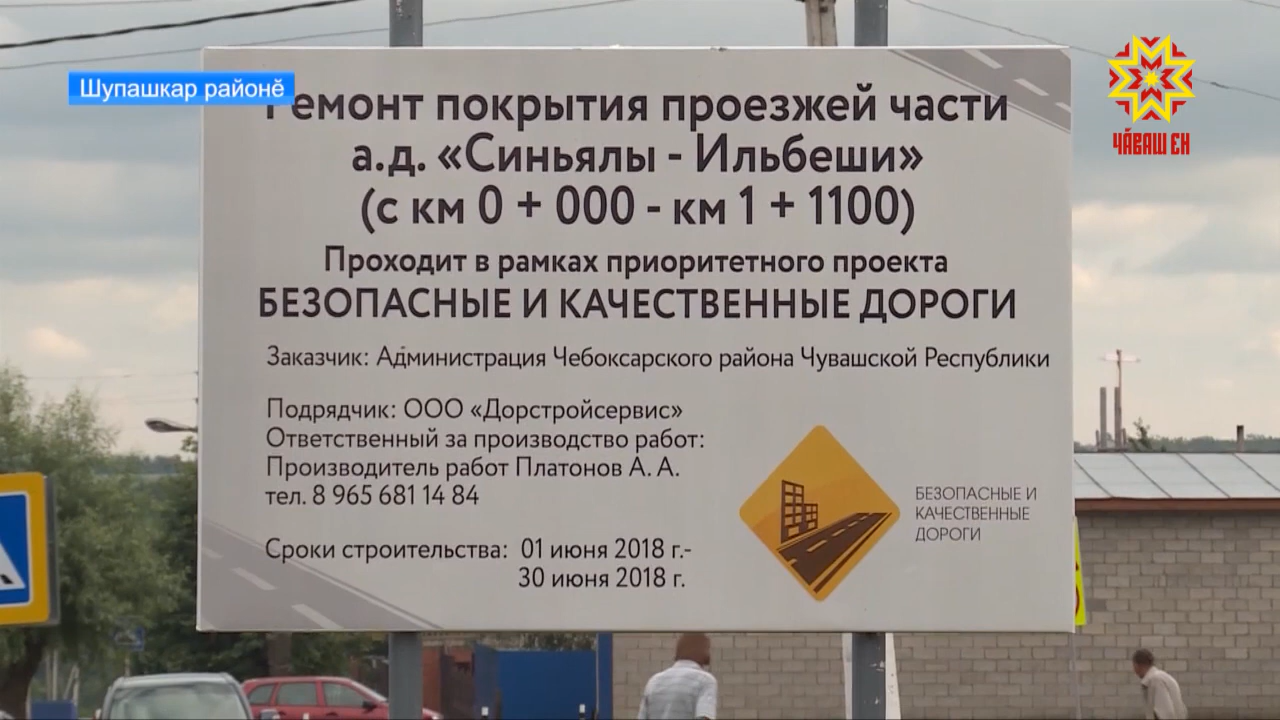 Шупашкар районӗ
ЧӐВАШ ЕН
Ремонт покрытия проезжей части
а.д. «Синьялы - Ильбеши»
(с км 0 + 000 - км 1 + 1100)
Проходит в рамках приоритетного проекта
БЕЗОПАСНЫЕ И КАЧЕСТВЕННЫЕ ДОРОГИ
Заказчик: Администрация Чебоксарского района Чувашской Республики
Подрядчик: ООО «Дорстройсервис»
Ответственный за производство работ:
Производитель работ Платонов А. А.
тел. 8 965 681 14 84
Сроки строительства: 01 июня 2018 г.-
30 июня 2018 г.
БЕЗОПАСНЫЕ И
КАЧЕСТВЕННЫЕ
ДОРОГИ